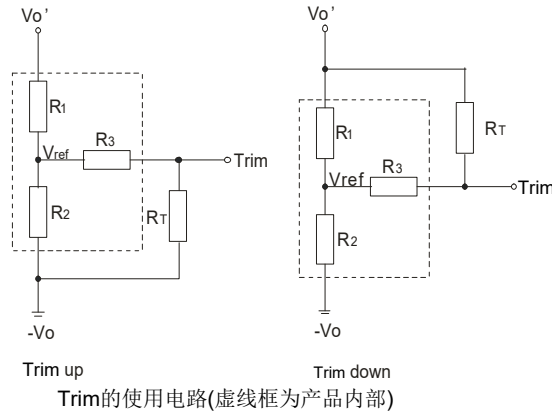 Vo'
R1
Vref
R3
Trim
R2
RT
-Vo
Trim up
Vo'
R1
RT
Vref
R3
Trim
R2
-Vo
Trim down
Trim的使用电路(虚线框为产品内部)